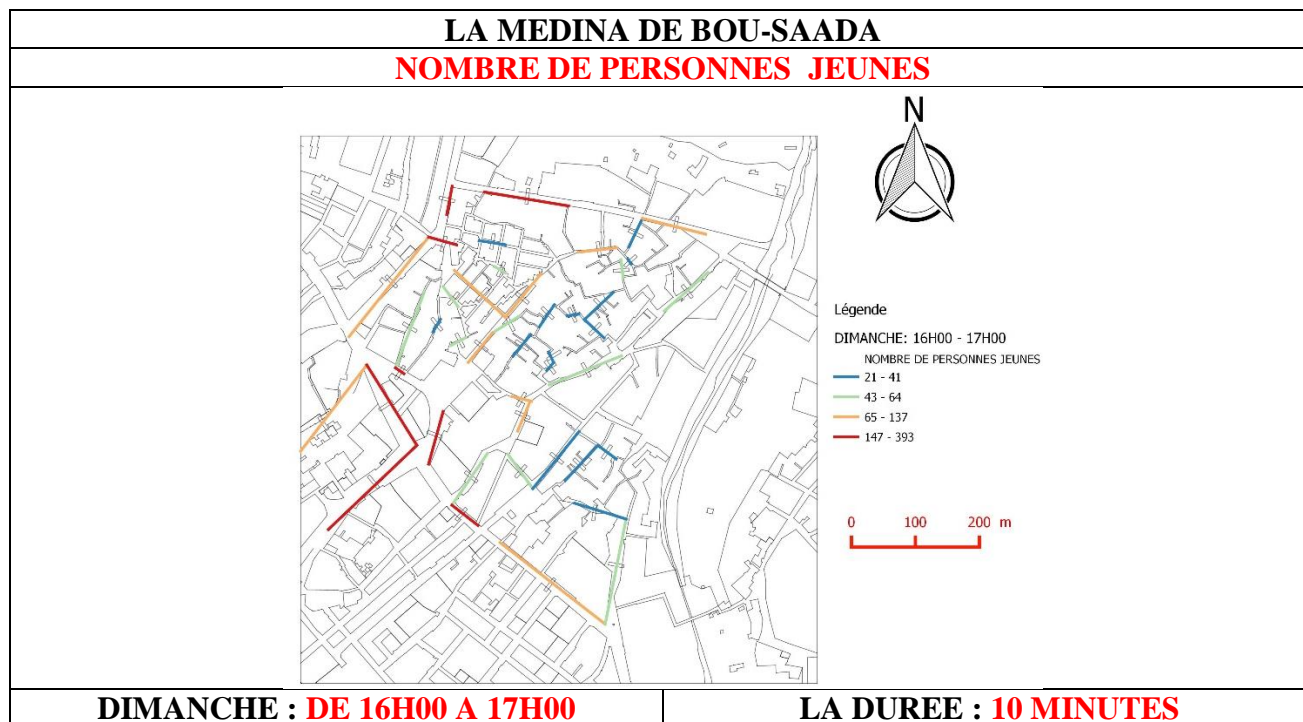 LA MEDINA DE BOU-SAADA
NOMBRE DE PERSONNES JEUNES
N
Légende
DIMANCHE: 16H00 - 17H00
NOMBRE DE PERSONNES JEUNES
21 - 41
43 - 64
65 - 137
147 - 393
0 100 200 m
DIMANCHE : DE 16H00 A 17H00
LA DUREE : 10 MINUTES